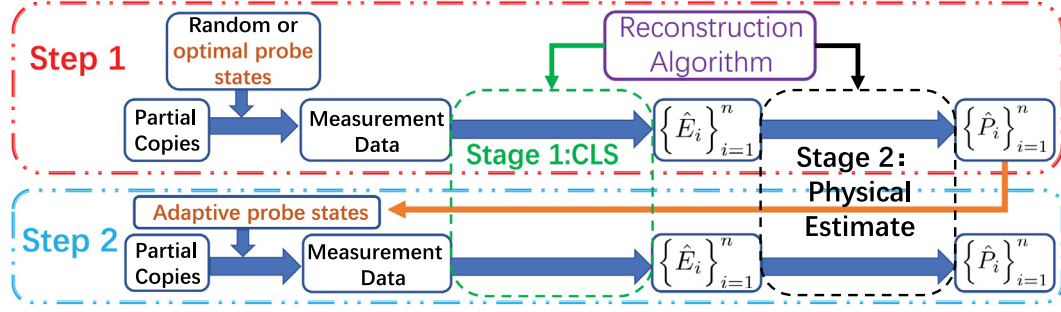 Step 1
Random or
optimal probe
states
Reconstruction
Algorithm
Partial
Copies
Measurement
Data
Stage 1:CLS
{Ê_i}_{i=1}^n
Stage 2:
Physical
Estimate
{P̂_i}_{i=1}^n
Step 2
Adaptive probe states
Partial
Copies
Measurement
Data
{Ê_i}_{i=1}^n
{P̂_i}_{i=1}^n